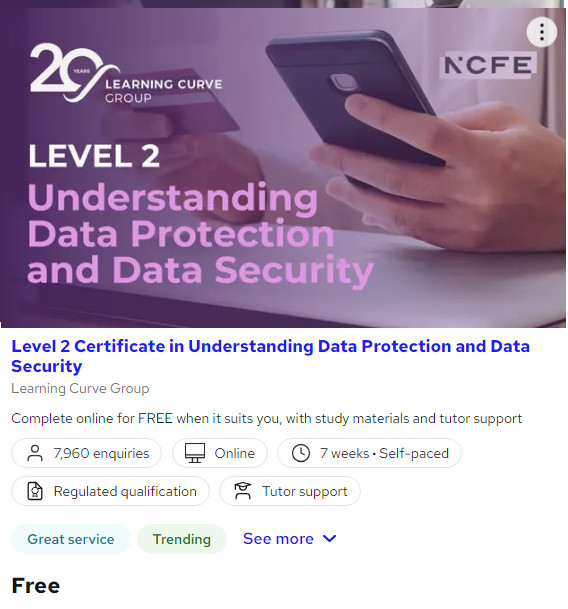 20
YEARS
LEARNING CURVE
GROUP
NCFE
LEVEL 2
Understanding
Data Protection
and Data Security
Level 2 Certificate in Understanding Data Protection and Data
Security
Learning Curve Group
Complete online for FREE when it suits you, with study materials and tutor support
7,960 enquiries
Online
7 weeks • Self-paced
Regulated qualification
Tutor support
Great service
Trending
See more
Free